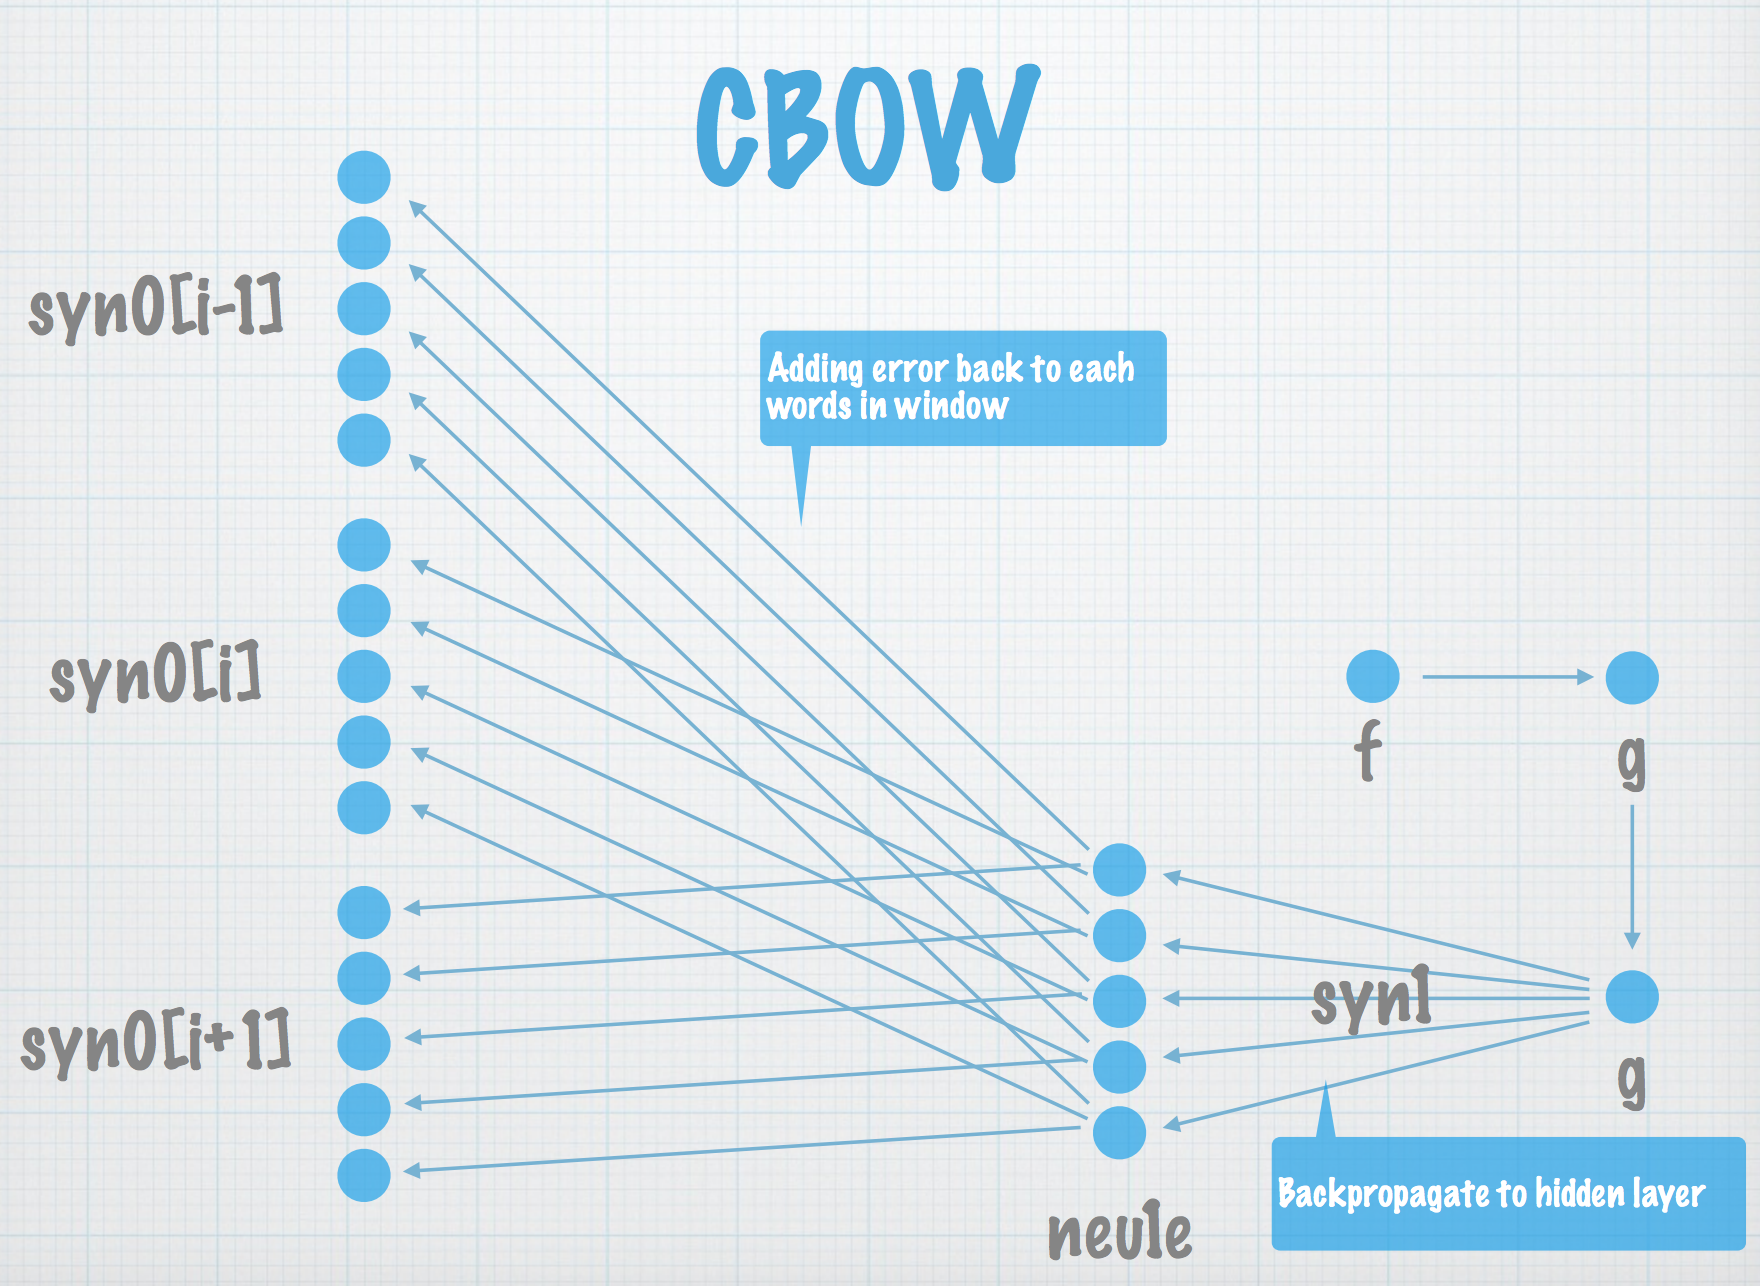 CBOW
syn0[i-1]
Adding error back to each
words in window
syn0[i]
f
g
syn0[i+1]
syn1
g
Backpropagate to hidden layer
neu1e